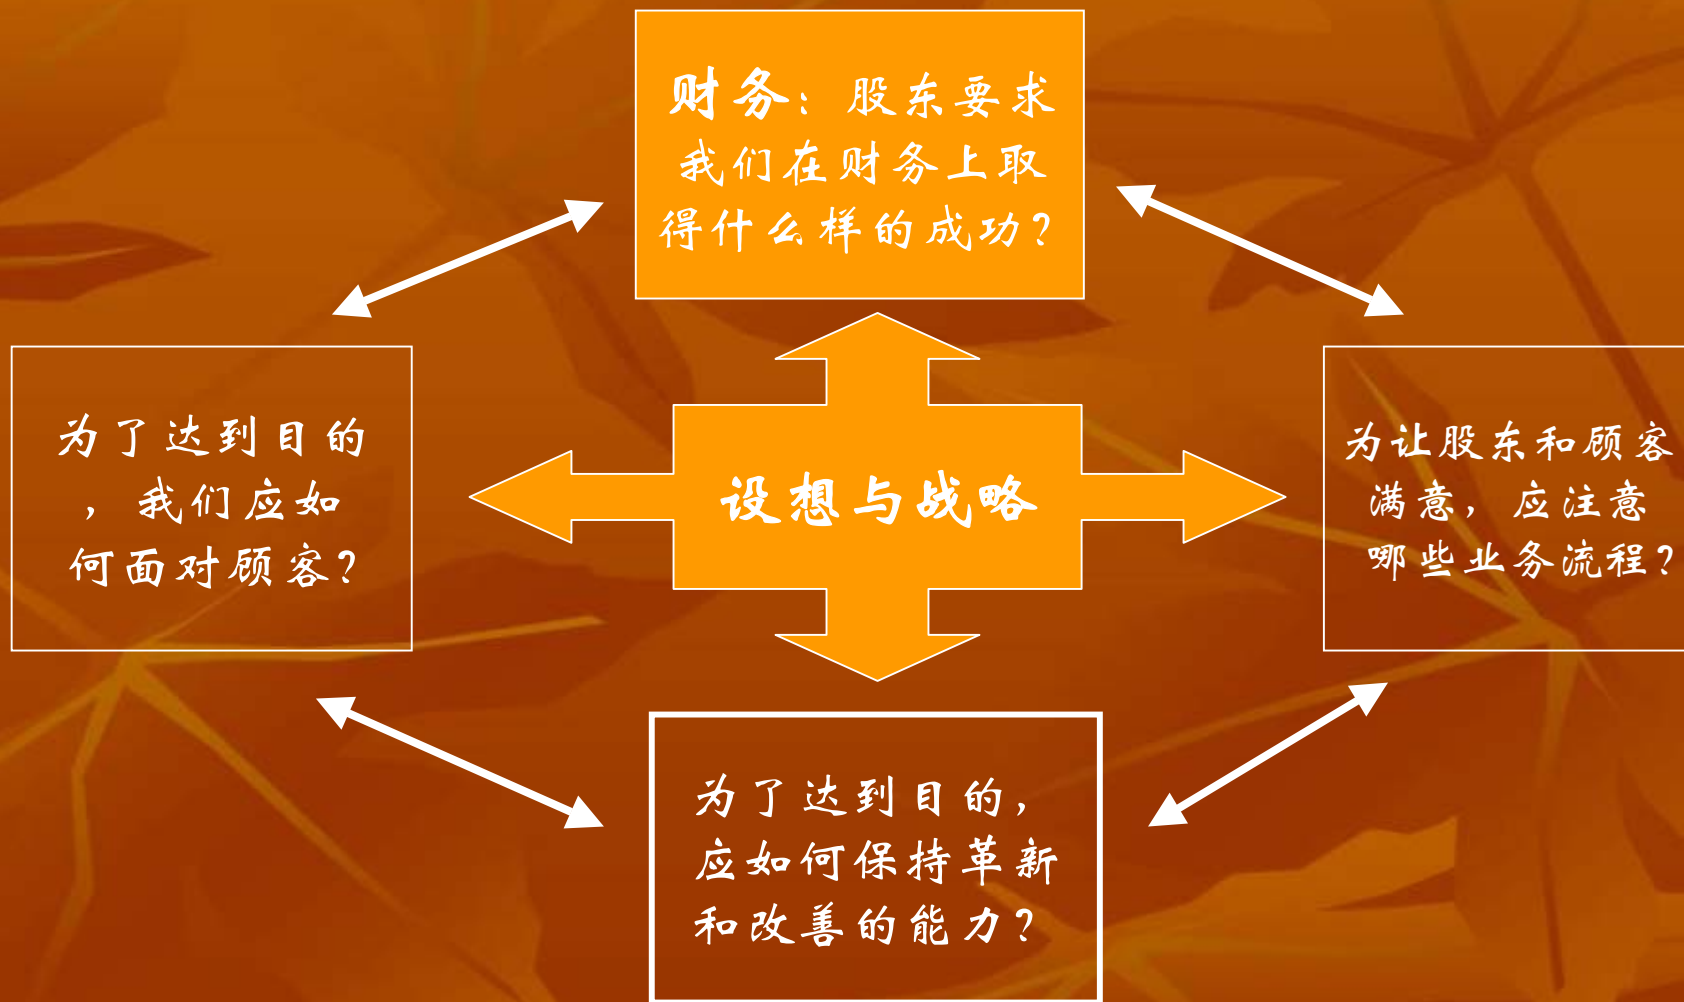 财务：股东要求
我们在财务上取
得什么样的成功？
为了达到目的
，我们应如
何面对顾客？
设想与战略
为让股东和顾客
满意，应注意
哪些业务流程？
为了达到目的，
应如何保持革新
和改善的能力？